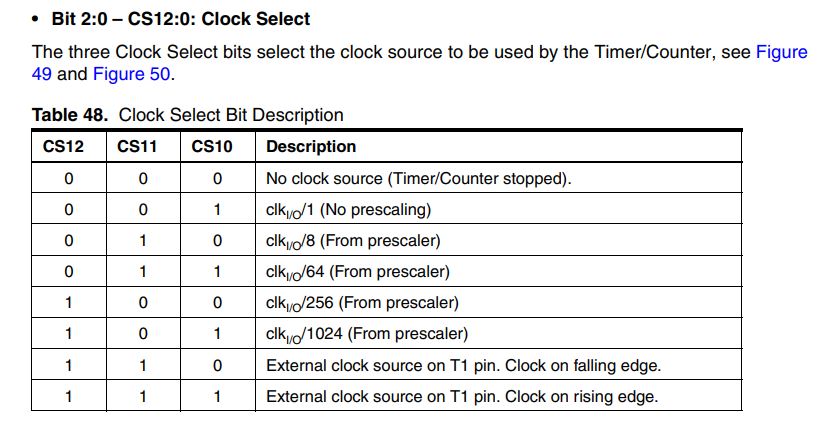 • Bit 2:0 – CS12:0: Clock Select
The three Clock Select bits select the clock source to be used by the Timer/Counter, see Figure
49 and Figure 50.
Table 48. Clock Select Bit Description
CS12 CS11 CS10 Description
0 0 0 No clock source (Timer/Counter stopped).
0 0 1 clkI/O/1 (No prescaling)
0 1 0 clkI/O/8 (From prescaler)
0 1 1 clkI/O/64 (From prescaler)
1 0 0 clkI/O/256 (From prescaler)
1 0 1 clkI/O/1024 (From prescaler)
1 1 0 External clock source on T1 pin. Clock on falling edge.
1 1 1 External clock source on T1 pin. Clock on rising edge.